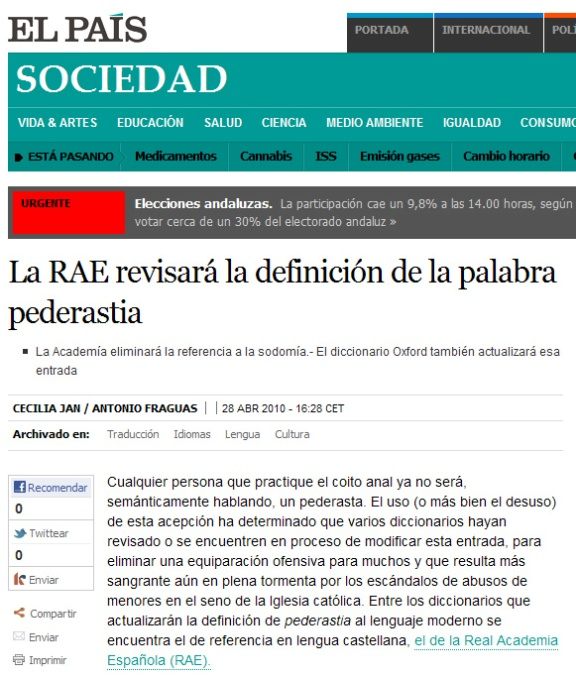 EL PAÍS
PORTADA INTERNACIONAL
SOCIEDAD
VIDA & ARTES EDUCACIÓN SALUD CIENCIA MEDIO AMBIENTE IGUALDAD CONSUMO
ESTÁ PASANDO Medicamentos Cannabis ISS Emisión gases Cambio horario
URGENTE
Elecciones andaluzas. La participación cae un 9,8% a las 14.00 horas, según
votar cerca de un 30% del electorado andaluz »
La RAE revisará la definición de la palabra
pederastia
La Academía eliminará la referencia a la sodomía.- El diccionario Oxford también actualizará esa
entrada
CECILIA JAN / ANTONIO FRAGUAS | | 28 ABR 2010 - 16:28 CET
Archivado en: Traducción Idiomas Lengua Cultura
Recomendar
0
Twittear
0
Enviar
Compartir
Enviar
Imprimir
Cualquier persona que practique el coito anal ya no será,
semánticamente hablando, un pederasta. El uso (o más bien el desuso)
de esta acepción ha determinado que varios diccionarios hayan
revisado o se encuentren en proceso de modificar esta entrada, para
eliminar una equiparación ofensiva para muchos y que resulta más
sangrante aún en plena tormenta por los escándalos de abusos de
menores en el seno de la Iglesia católica. Entre los diccionarios que
actualizarán la definición de pederastia al lenguaje moderno se
encuentra el de referencia en lengua castellana, el de la Real Academia
Española (RAE).